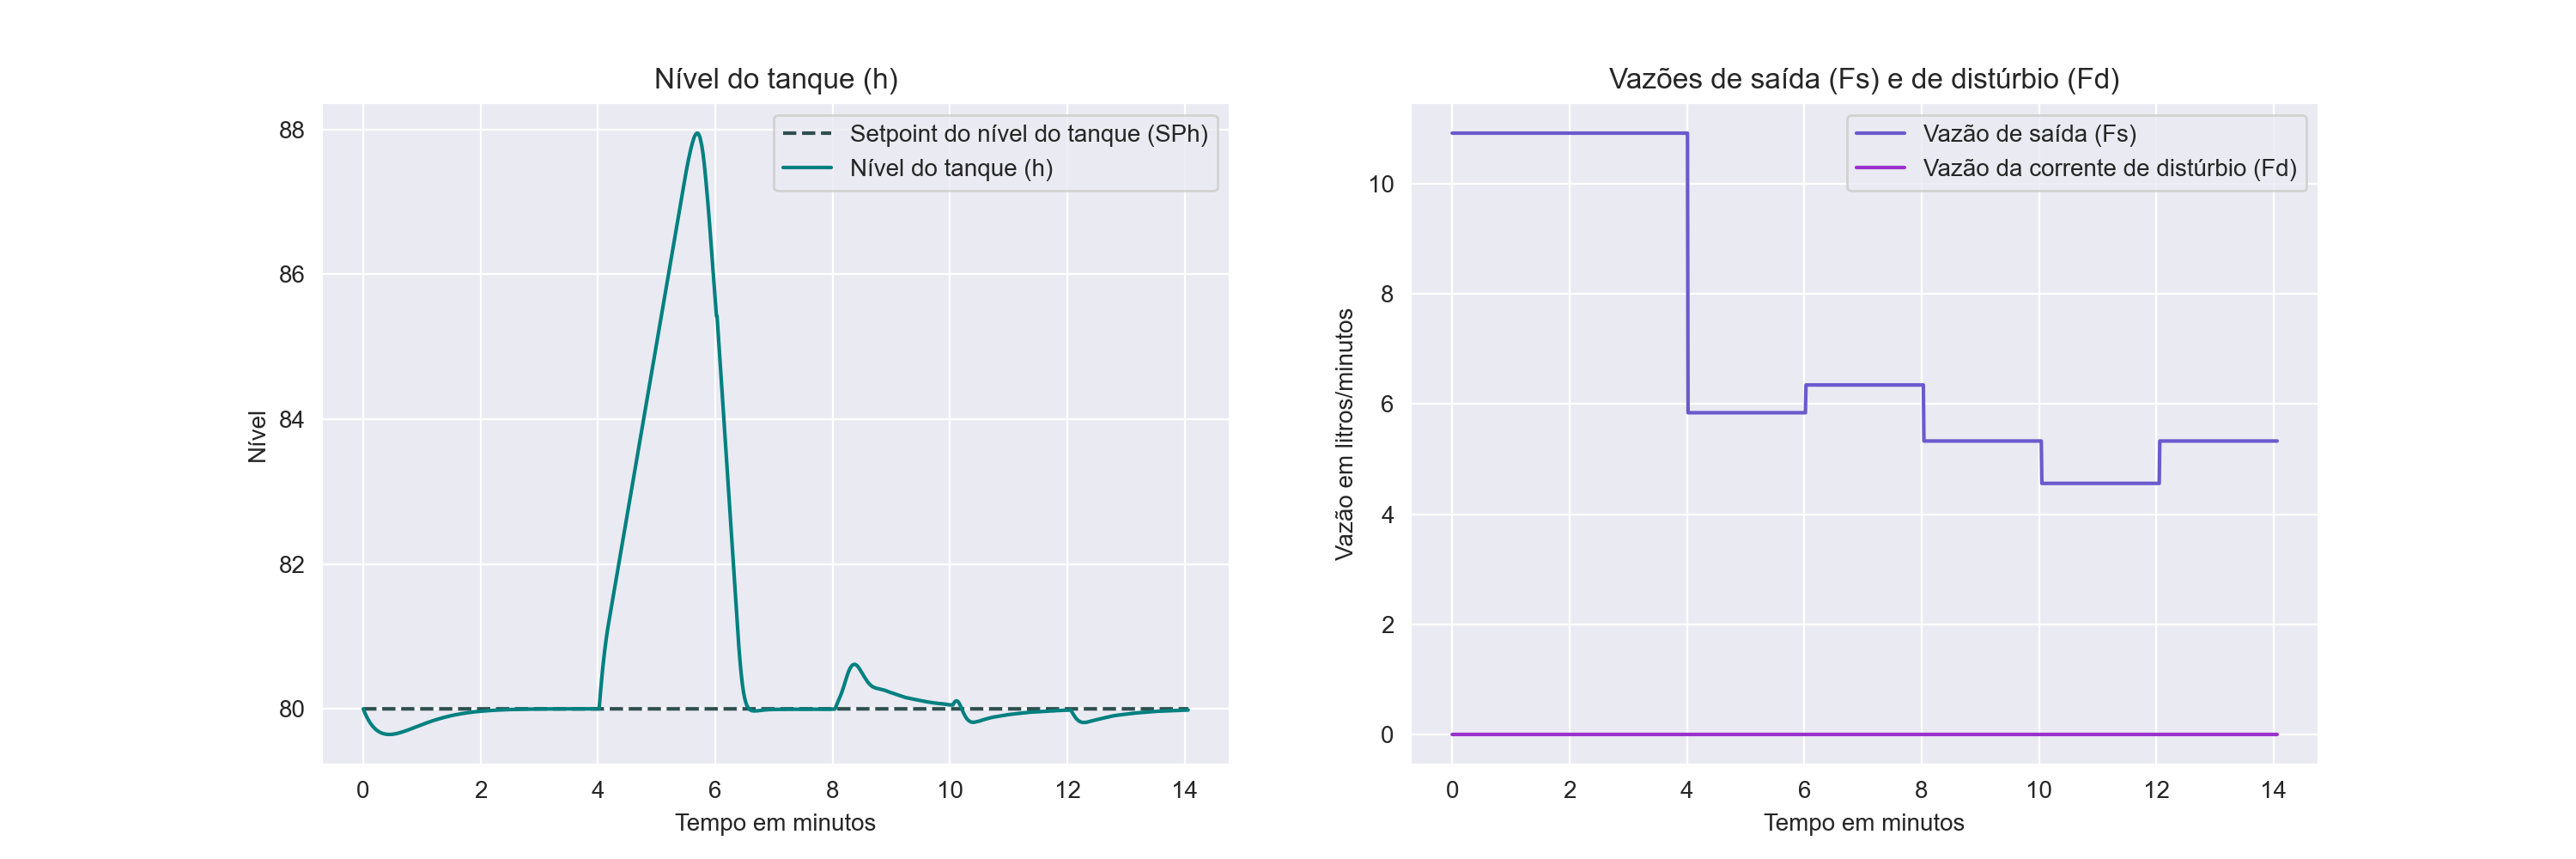 Nível do tanque (h)
Setpoint do nível do tanque (SPh)
Nível do tanque (h)
88
86
84
82
80
Nível
0 2 4 6 8 10 12 14
Tempo em minutos
Vazões de saída (Fs) e de distúrbio (Fd)
Vazão de saída (Fs)
Vazão da corrente de distúrbio (Fd)
10
8
6
4
2
0
Vazão em litros/minutos
0 2 4 6 8 10 12 14
Tempo em minutos